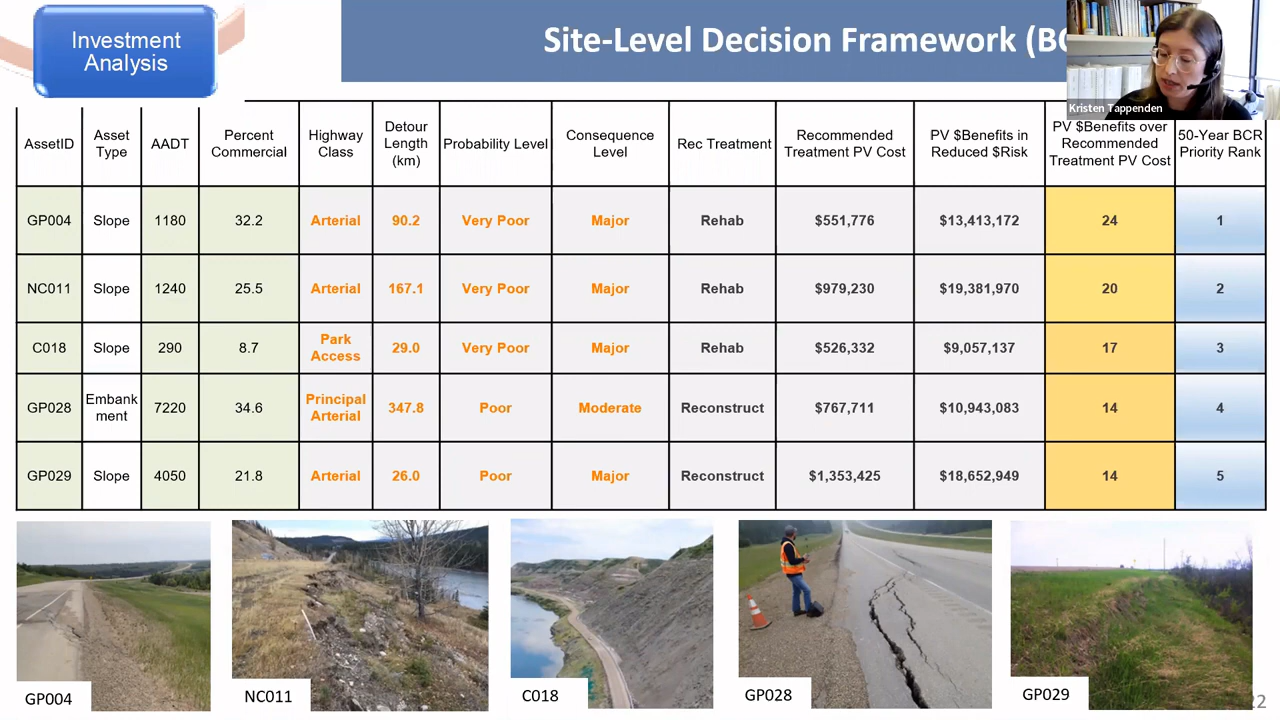 Investment
Analysis
Site-Level Decision Framework
Kristen Tappenden
AssetID
Asset
Type
AADT
Percent
Commercial
Highway
Class
Detour
Length
(km)
Probability Level
Consequence
Level
Rec Treatment
Recommended
Treatment PV Cost
PV $Benefits in
Reduced $Risk
PV $Benefits over
Recommended
Treatment PV Cost
50-Year BCR
Priority Rank
GP004
Slope
1180
32.2
Arterial
90.2
Very Poor
Major
Rehab
$551,776
$13,413,172
24
1
NC011
Slope
1240
25.5
Arterial
167.1
Very Poor
Major
Rehab
$979,230
$19,381,970
20
2
C018
Slope
290
8.7
Park
Access
29.0
Very Poor
Major
Rehab
$526,332
$9,057,137
17
3
GP028
Embank
ment
7220
34.6
Principal
Arterial
347.8
Poor
Moderate
Reconstruct
$767,711
$10,943,083
14
4
GP029
Slope
4050
21.8
Arterial
26.0
Poor
Major
Reconstruct
$1,353,425
$18,652,949
14
5
GP004
NC011
C018
GP028
GP029
22